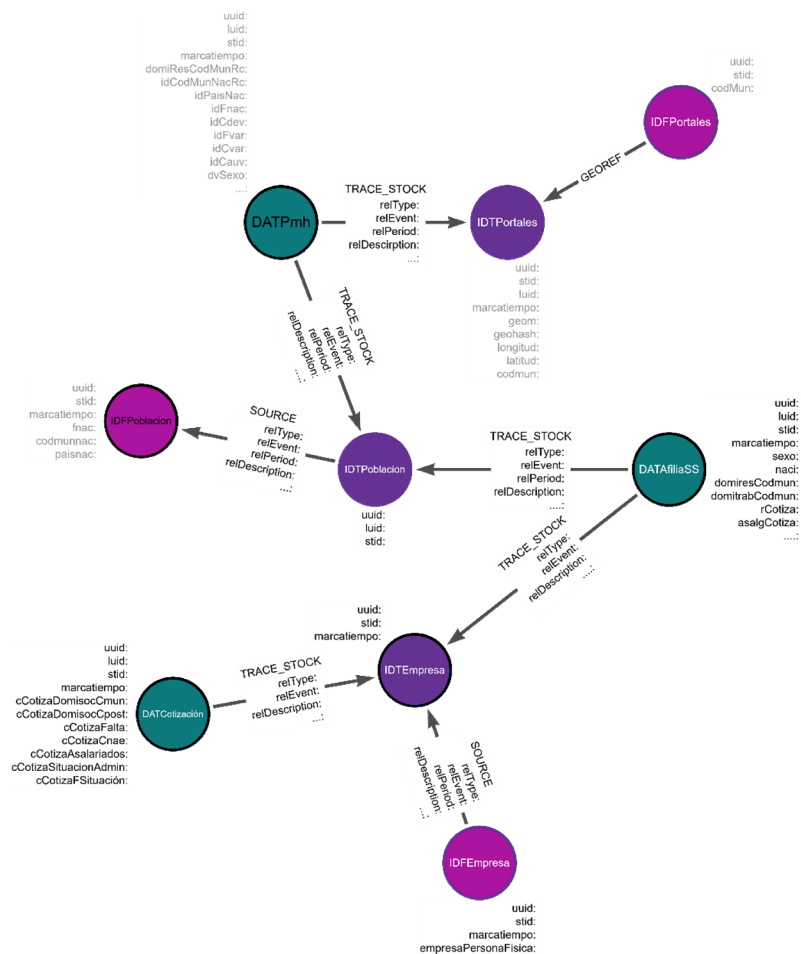 uuid:
luid:
stid:
marcatiempo:
domiResCodMunRc:
idCodMunNacRc:
idPaisNac:
idFnac:
idCdev:
idFvar:
idCvar:
idCauv:
dvSexo:
...:
DATPmh
TRACE_STOCK
relType:
relEvent:
relPeriod:
relDescirption:
...:
IDTPortales
uuid:
stid:
luid:
marcatiempo:
geom:
geohash:
longitud:
latitud:
codmun:
GEOREF
IDFPortales
uuid:
stid:
codMun:
TRACE_STOCK
relType:
relEvent:
relPeriod:
relDescription:
....:
IDFPoblacion
uuid:
stid:
marcatiempo:
fnac:
codmunnac:
paisnac:
SOURCE
relType:
relEvent:
relPeriod:
relDescription:
...:
IDTPoblacion
uuid:
luid:
stid:
TRACE_STOCK
relType:
relEvent:
relPeriod:
relDescription:
....:
DATAfiliaSS
uuid:
luid:
stid:
marcatiempo:
sexo:
naci:
domiresCodmun:
domitrabCodmun:
rCotiza:
asalgCotiza:
....:
TRACE_STOCK
relType:
relEvent:
relDescription:
....:
uuid:
stid:
marcatiempo:
IDTEmpresa
uuid:
luid:
stid:
marcatiempo:
cCotizaDomisocCmun:
cCotizaDomisocCpost:
cCotizaFalta:
cCotizaCnae:
cCotizaAsalariados:
cCotizaSituacionAdmin:
cCotizaFSituación:
DATCotización
TRACE_STOCK
relType:
relEvent:
relDescription:
...:
SOURCE
relType:
relEvent:
relPeriod:
relDescription:
...:
IDFEmpresa
uuid:
stid:
marcatiempo:
empresaPersonaFisica: